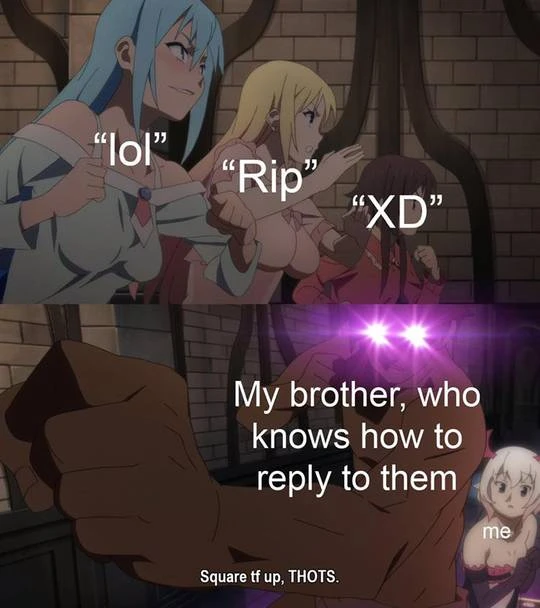 “lol”
“Rip”
“XD”
My brother, who
knows how to
reply to them
me
Square tf up, THOTS.